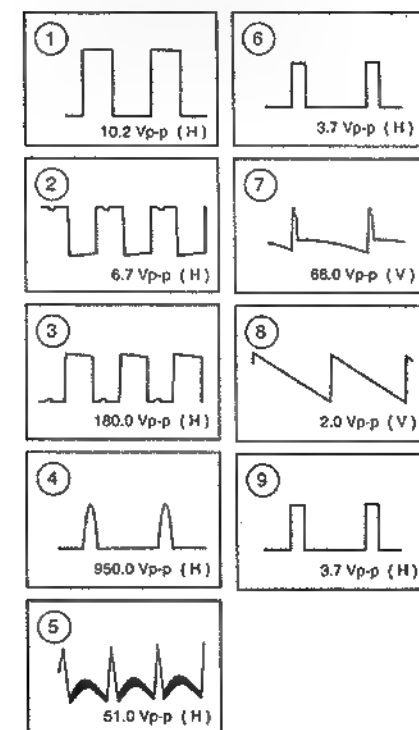 1
10.2 Vp-p (H)
2
6.7 Vp-p (H)
3
180.0 Vp-p (H)
4
950.0 Vp-p (H)
5
51.0 Vp-p (H)
6
3.7 Vp-p (H)
7
66.0 Vp-p (V)
8
2.0 Vp-p (V)
9
3.7 Vp-p (H)